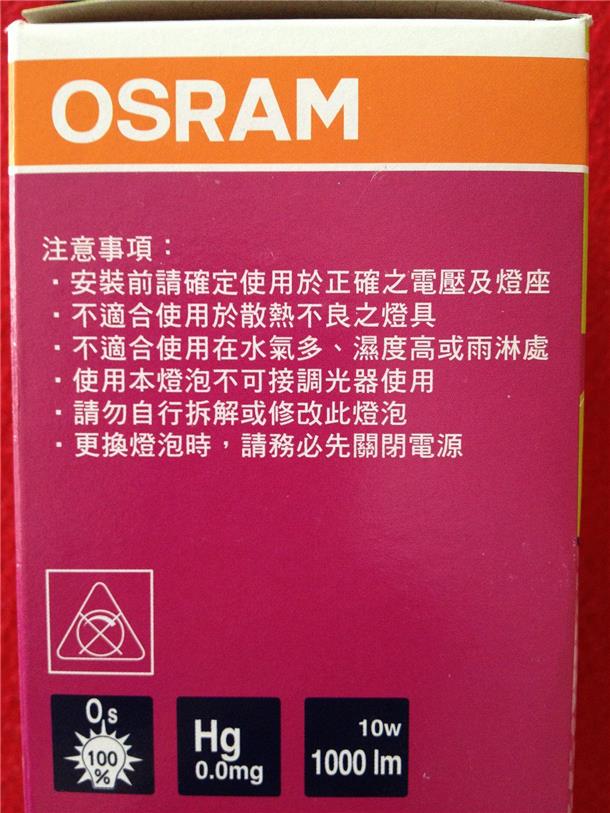 OSRAM
注意事項：
・安裝前請確定使用於正確之電壓及燈座
・不適合使用於散熱不良之燈具
・不適合使用在水氣多、濕度高或雨淋處
・使用本燈泡不可接調光器使用
・請勿自行拆解或修改此燈泡
・更換燈泡時，請務必先關閉電源
0,s
100
%
Hg
0.0mg
10w
1000 lm